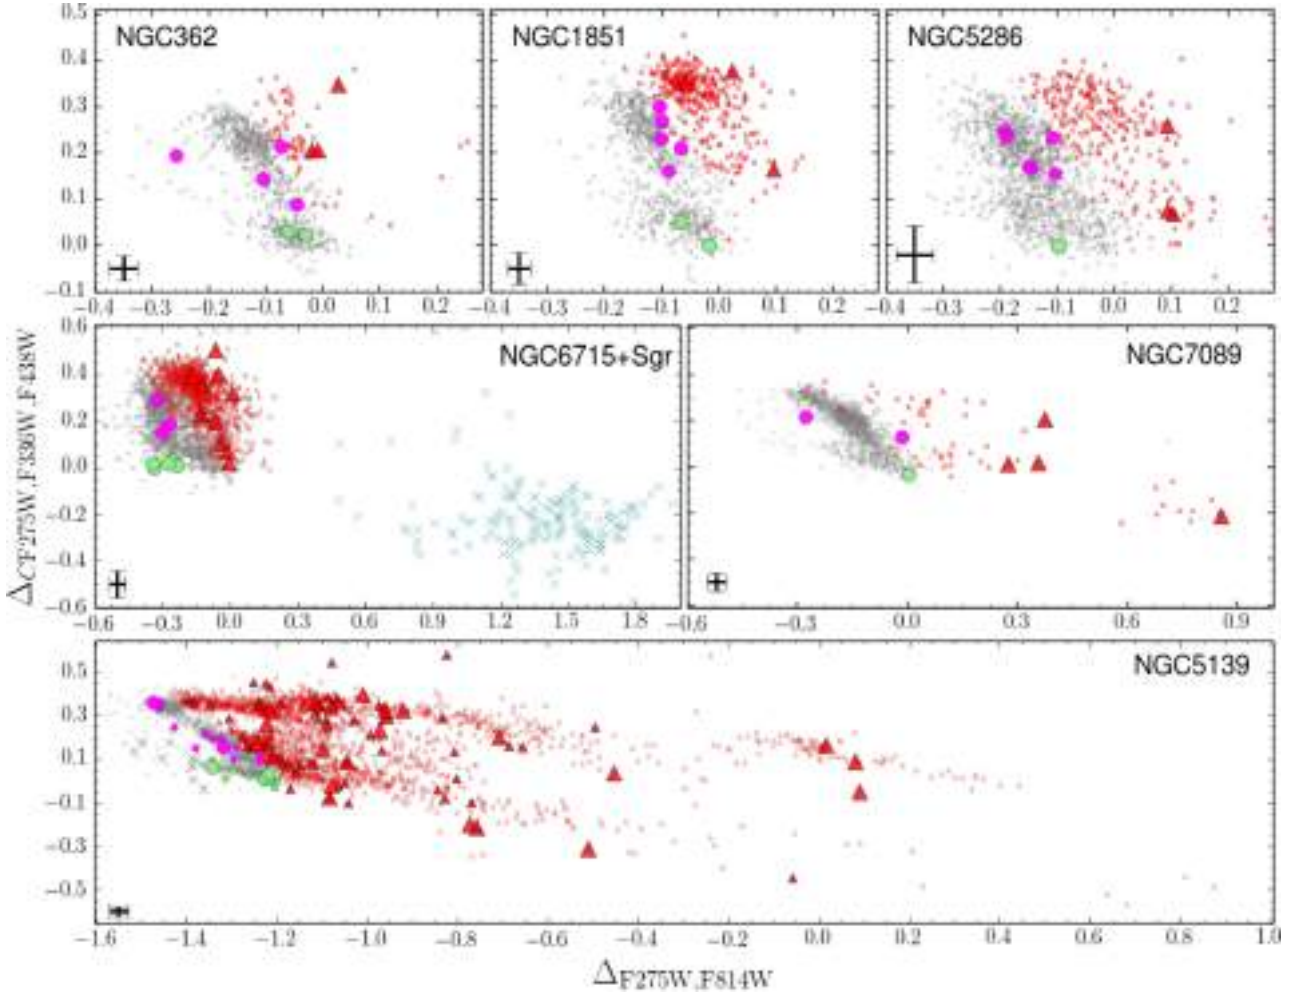 NGC362 NGC1851 NGC5286
0.5
0.4
0.3
0.2
0.1
0.0
−0.1
−0.4 −0.3 −0.2 −0.1 0.0 0.1 0.2 −0.4 −0.3 −0.2 −0.1 0.0 0.1 0.2 −0.4 −0.3 −0.2 −0.1 0.0 0.1 0.2
Δ_CF275W,F336W,F438W
NGC6715+Sgr NGC7089
0.6
0.4
0.2
0.0
−0.2
−0.4
−0.6
−0.6 −0.3 0.0 0.3 0.6 0.9 1.2 1.5 1.8 −0.6 −0.3 0.0 0.3 0.6 0.9
NGC5139
0.5
0.3
0.1
−0.1
−0.3
−0.5
−1.6 −1.4 −1.2 −1.0 −0.8 −0.6 −0.4 −0.2 0.0 0.2 0.4 0.6 0.8 1.0
Δ_F275W,F814W